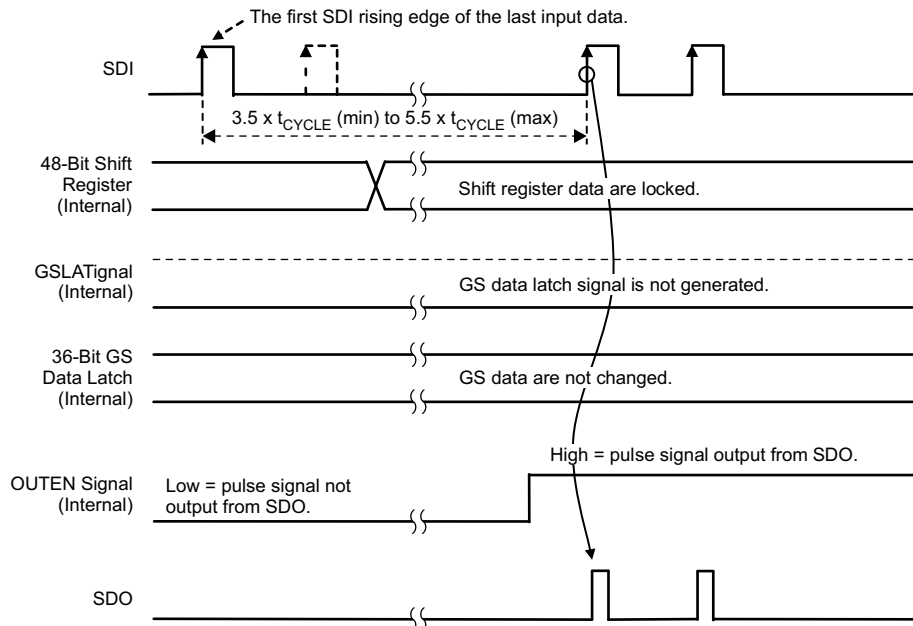 The first SDI rising edge of the last input data.
SDI
3.5 x tCYCLE (min) to 5.5 x tCYCLE (max)
48-Bit Shift
Register
(Internal)
Shift register data are locked.
GSLATignal
(Internal)
GS data latch signal is not generated.
36-Bit GS
Data Latch
(Internal)
GS data are not changed.
High = pulse signal output from SDO.
OUTEN Signal
(Internal)
Low = pulse signal not
output from SDO.
SDO